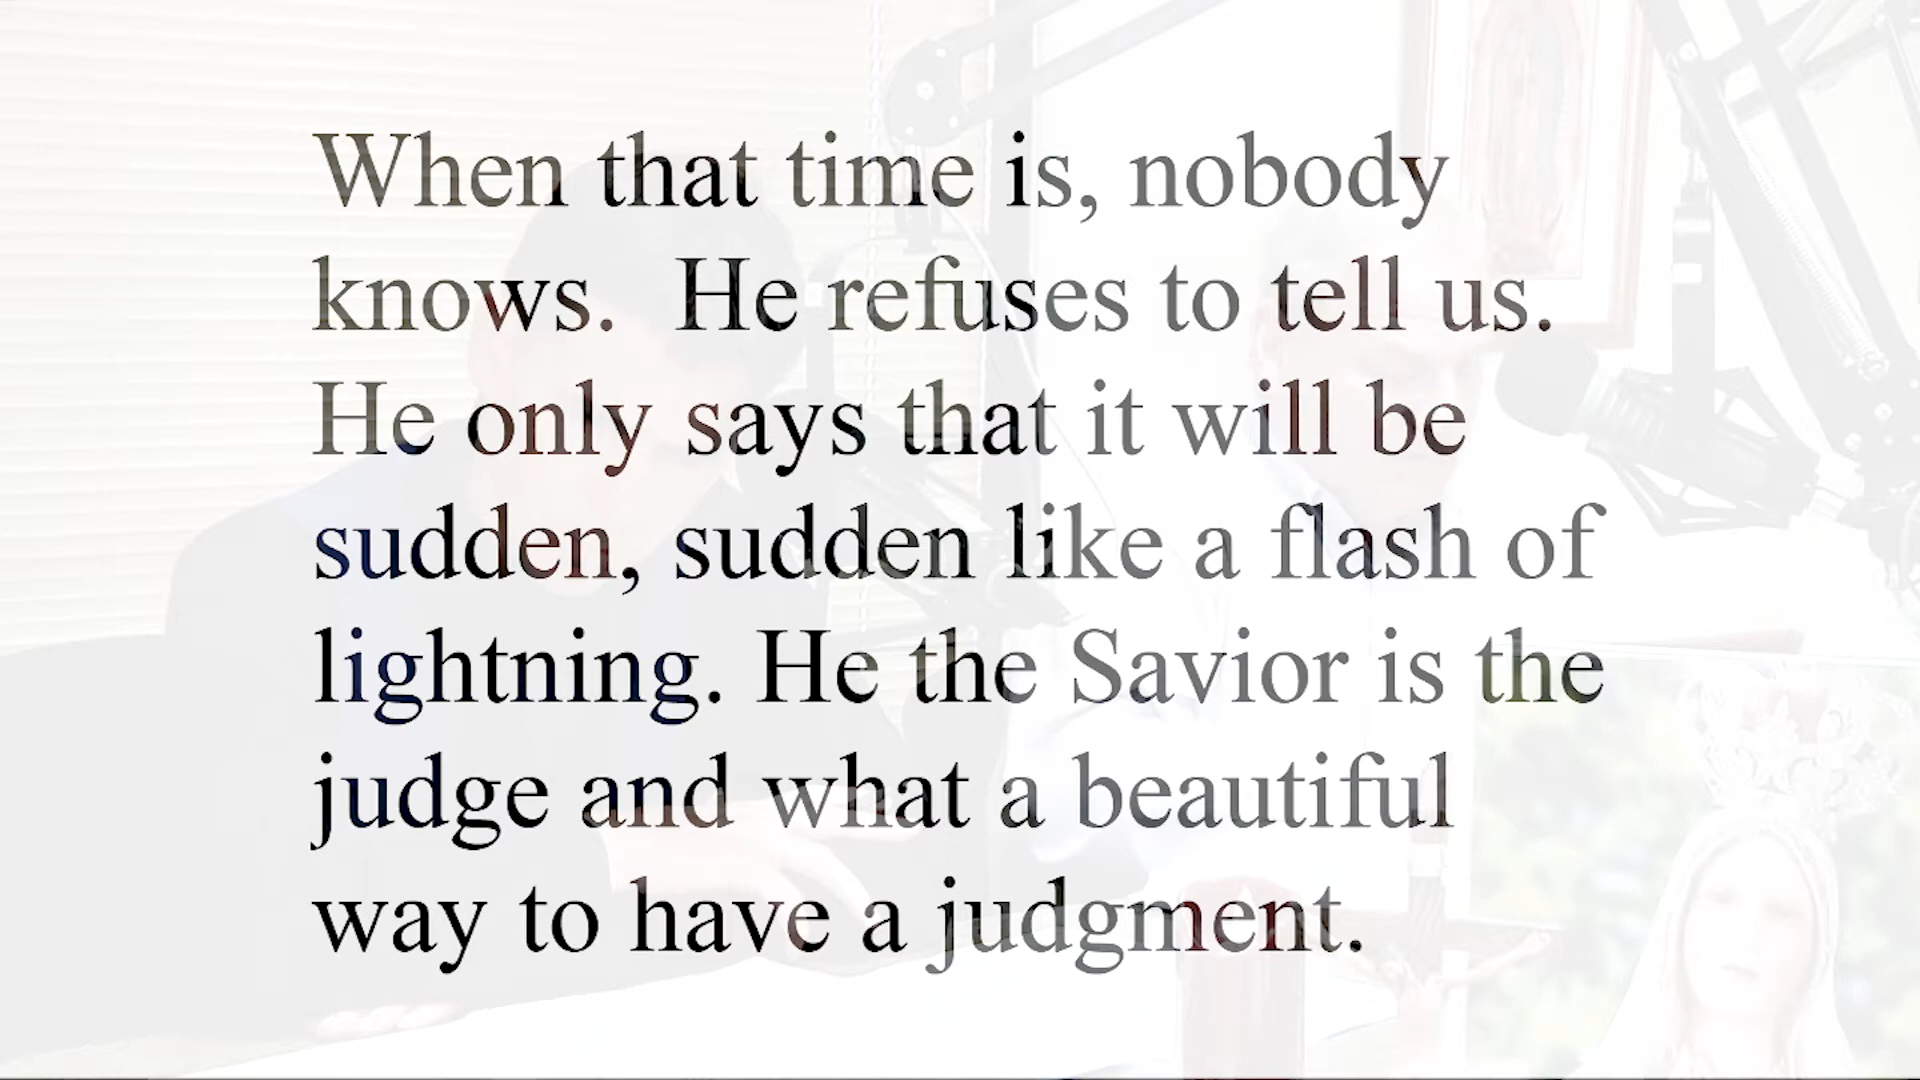 When that time is, nobody
knows.  He refuses to tell us.
He only says that it will be
sudden, sudden like a flash of
lightning. He the Savior is the
judge and what a beautiful
way to have a judgment.